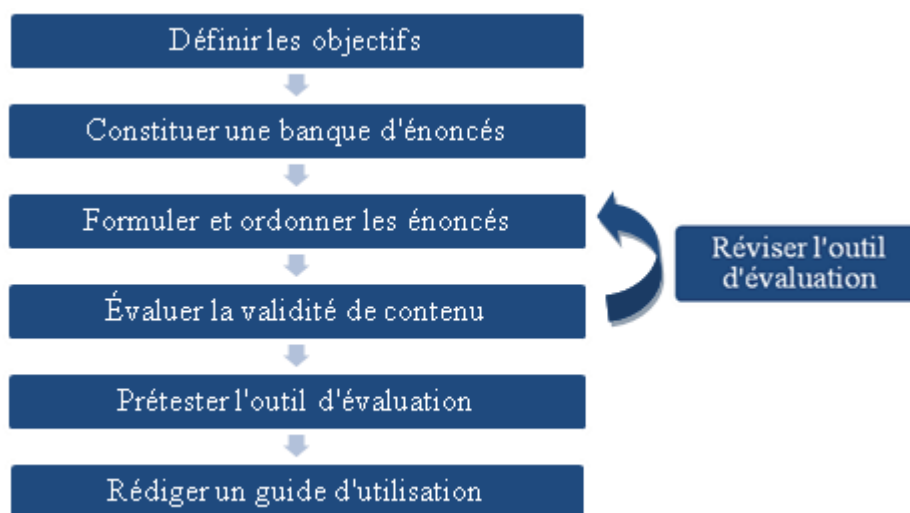 Définir les objectifs
Constituer une banque d'énoncés
Formuler et ordonner les énoncés
Réviser l'outil
d'évaluation
Évaluer la validité de contenu
Prétester l'outil d'évaluation
Rédiger un guide d'utilisation